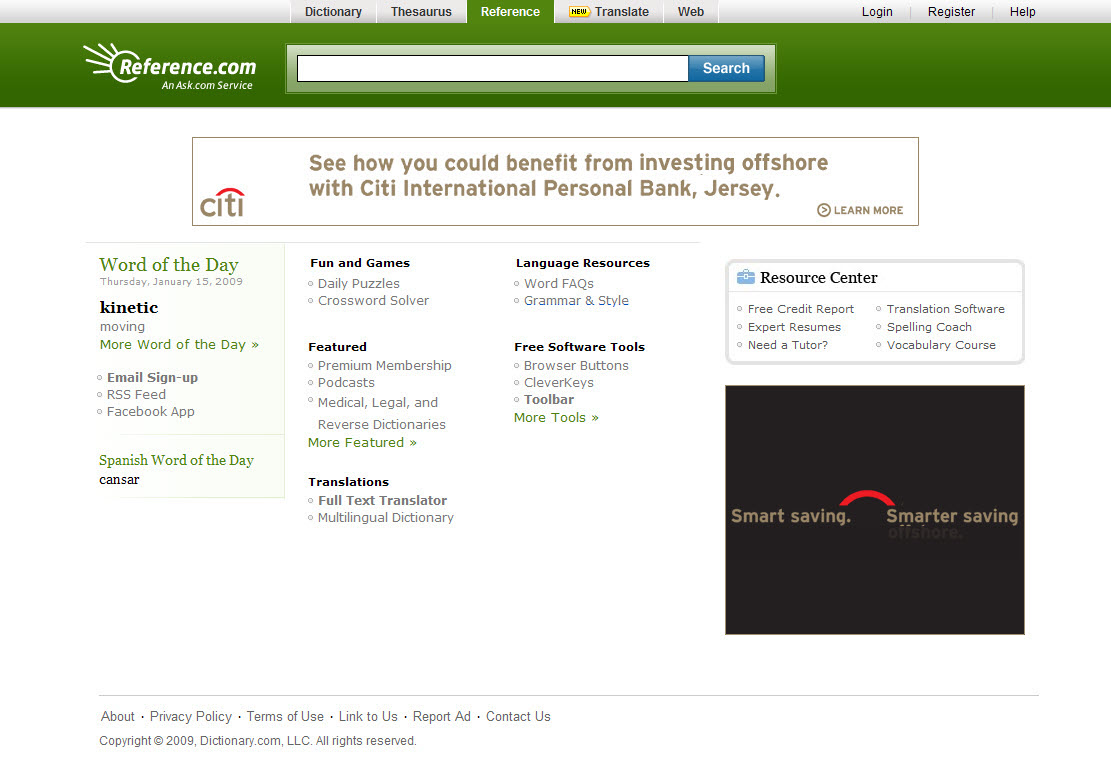 Dictionary Thesaurus Reference NEW Translate Web Login Register Help
Reference.com
An Ask.com Service
Search
See how you could benefit from investing offshore
with Citi International Personal Bank, Jersey.
citi
LEARN MORE
Word of the Day
Thursday, January 15, 2009
kinetic
moving
More Word of the Day »
Email Sign-up
RSS Feed
Facebook App
Spanish Word of the Day
cansar
Fun and Games
Daily Puzzles
Crossword Solver
Featured
Premium Membership
Podcasts
Medical, Legal, and
Reverse Dictionaries
More Featured »
Translations
Full Text Translator
Multilingual Dictionary
Language Resources
Word FAQs
Grammar & Style
Free Software Tools
Browser Buttons
CleverKeys
Toolbar
More Tools »
Resource Center
Free Credit Report
Expert Resumes
Need a Tutor?
Translation Software
Spelling Coach
Vocabulary Course
Smart saving. Smarter saving
offshore.
About · Privacy Policy · Terms of Use · Link to Us · Report Ad · Contact Us
Copyright © 2009, Dictionary.com, LLC. All rights reserved.